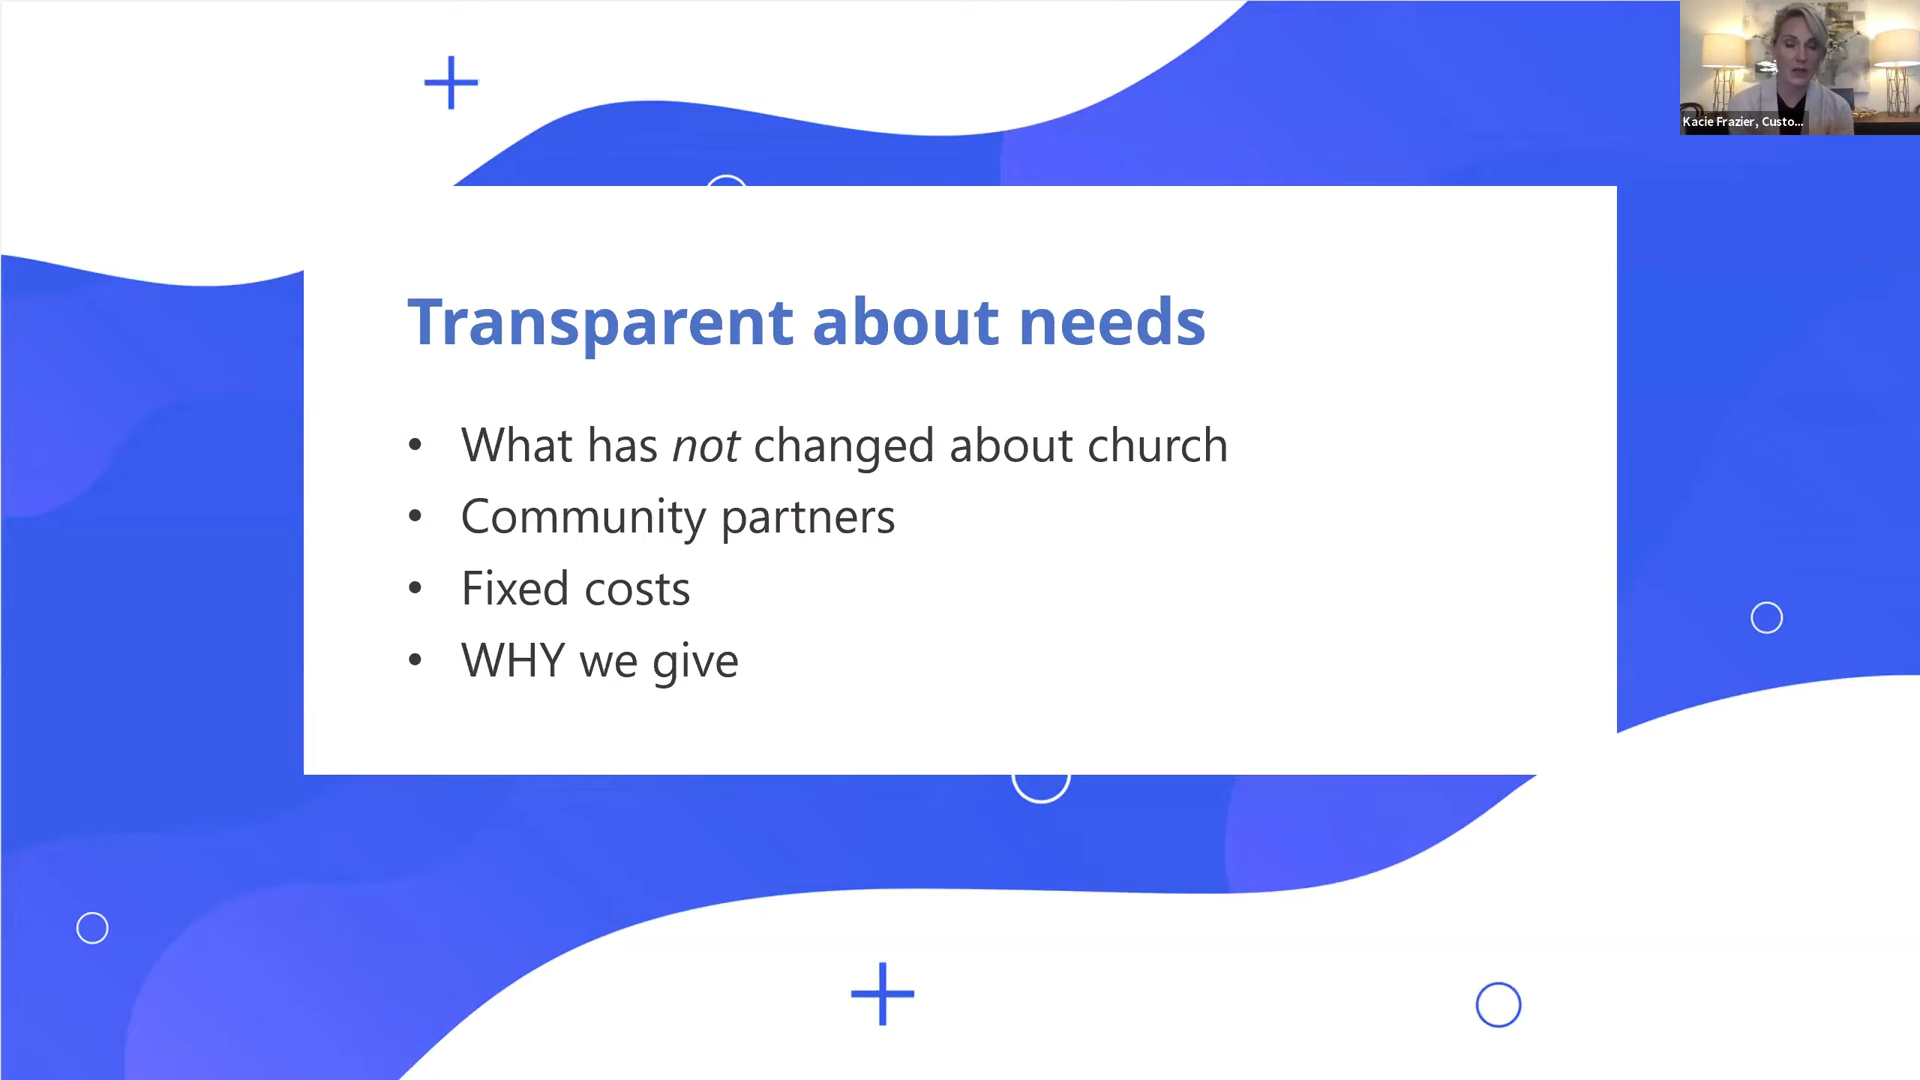 Kacie Frazier, Custo...
Transparent about needs
• What has not changed about church
• Community partners
• Fixed costs
• WHY we give